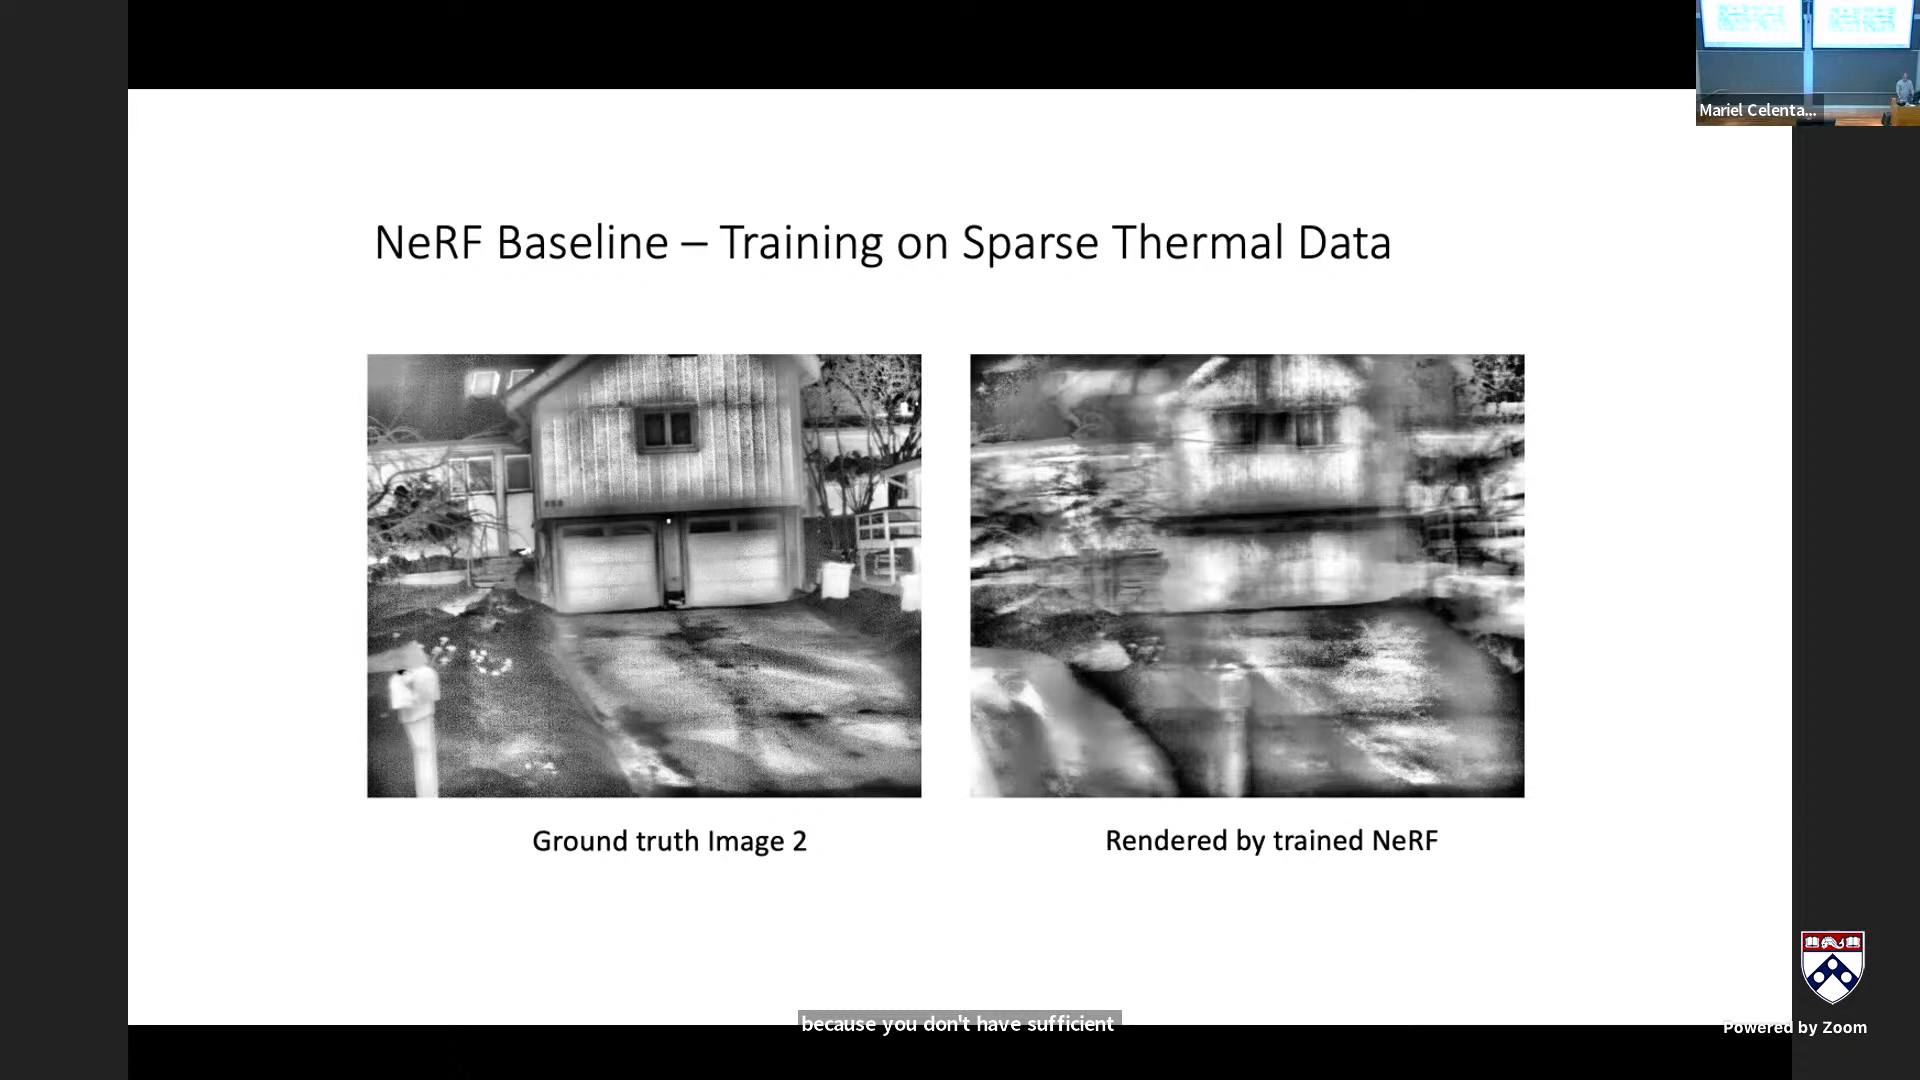 Mariel Celenta...
NeRF Baseline – Training on Sparse Thermal Data
Ground truth Image 2
Rendered by trained NeRF
because you don't have sufficient
Powered by Zoom